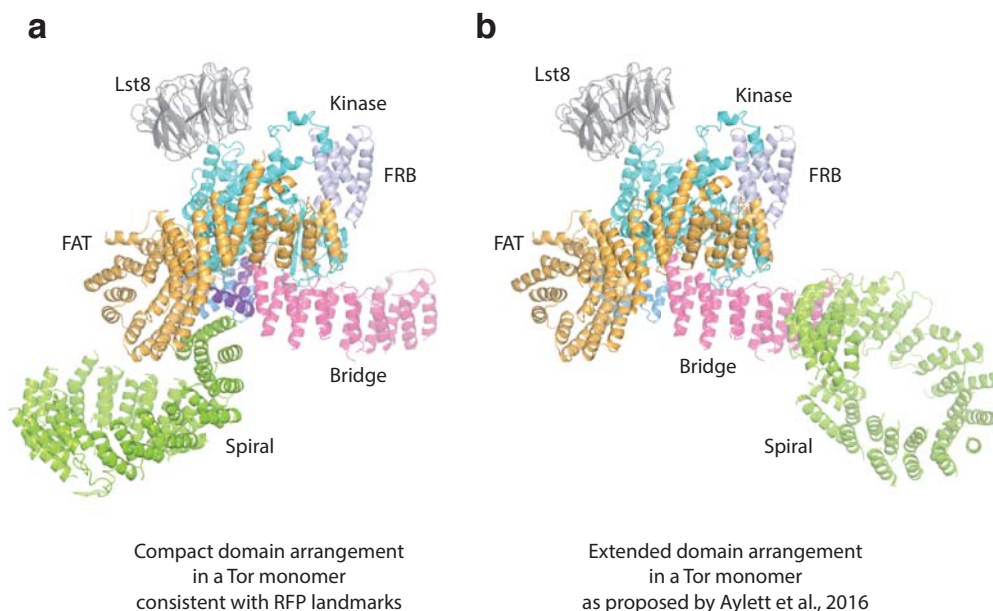 a
Lst8
Kinase
FRB
FAT
Bridge
Spiral
Compact domain arrangement
in a Tor monomer
consistent with RFP landmarks
b
Lst8
Kinase
FRB
FAT
Bridge
Spiral
Extended domain arrangement
in a Tor monomer
as proposed by Aylett et al., 2016